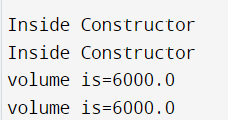 Inside Constructor
Inside Constructor
volume is=6000.0
volume is=6000.0